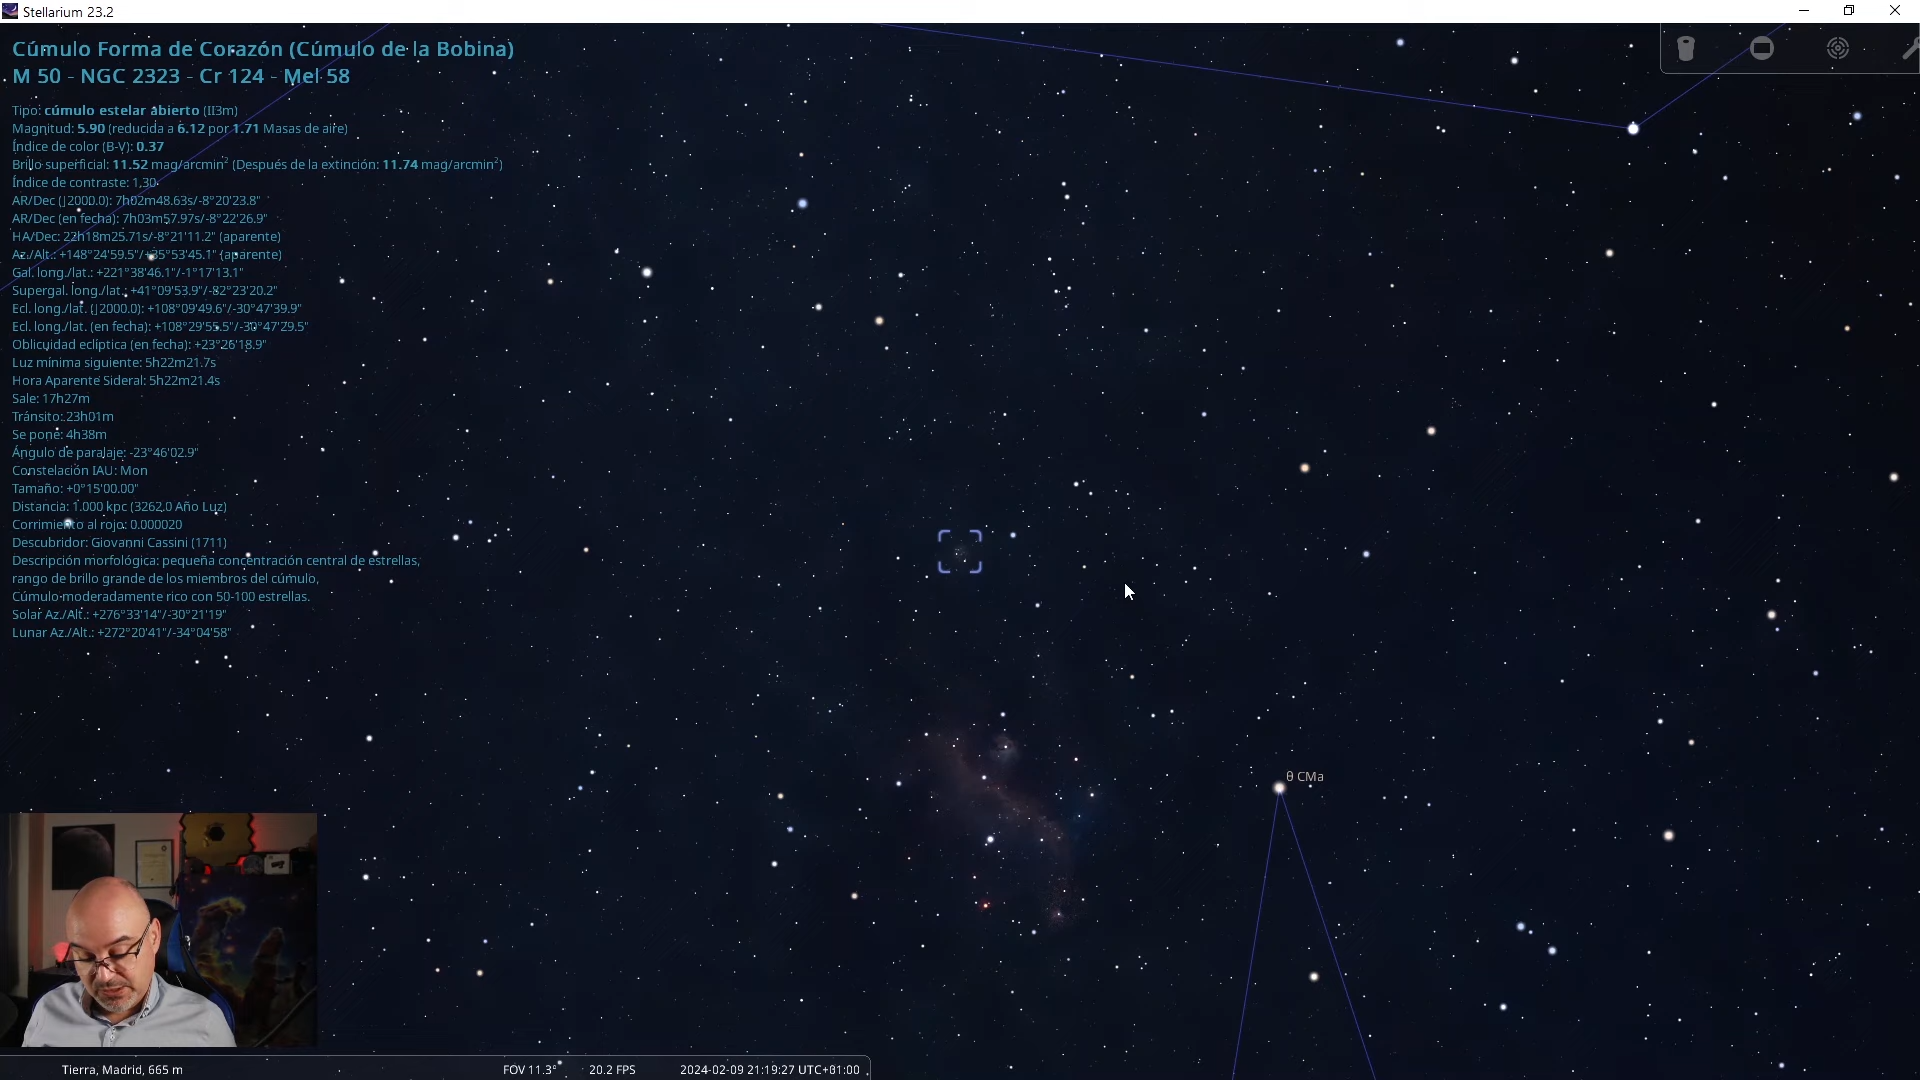 Stellarium 23.2
Cúmulo Forma de Corazón (Cúmulo de la Bobina)
M 50 - NGC 2323 - Cr 124 - Mel 58
Tipo: cúmulo estelar abierto (II3m)
Magnitud: 5.90 (reducida a 6.12 por 1.71 Masas de aire)
Índice de color (B-V): 0.37
Brillo superficial: 11.52 mag/arcmin² (Después de la extinción: 11.74 mag/arcmin²)
Índice de contraste: 1.30
AR/Dec (J2000.0): 7h02m48.63s/-8°20'23.8"
AR/Dec (en fecha): 7h03m57.97s/-8°22'26.9"
HA/Dec: 22h18m25.71s/-8°21'11.2" (aparente)
Az./Alt.: +148°24'59.5"/+35°53'45.1" (aparente)
Gal. long./lat.: +221°38'46.1"/-1°17'13.1"
Supergal. long./lat.: +41°09'53.9"/-82°23'20.2"
Ecl. long./lat. (J2000.0): +108°09'49.6"/-30°47'39.9"
Ecl. long./lat. (en fecha): +108°29'55.5"/-30°47'29.5"
Oblicuidad eclíptica (en fecha): +23°26'18.9"
Luz mínima siguiente: 5h22m21.7s
Hora Aparente Sideral: 5h22m21.4s
Sale: 17h27m
Tránsito: 23h01m
Se pone: 4h38m
Ángulo de paralaje: -23°46'02.9"
Constelación IAU: Mon
Tamaño: +0°15'00.00"
Distancia: 1.000 kpc (3262.0 Año Luz)
Corrimiento al rojo: 0.000020
Descubridor: Giovanni Cassini (1711)
Descripción morfológica: pequeña concentración central de estrellas,
rango de brillo grande de los miembros del cúmulo,
Cúmulo moderadamente rico con 50-100 estrellas.
Solar Az./Alt.: +276°33'14"/-30°21'19"
Lunar Az./Alt.: +272°20'41"/-34°04'58"
θ CMa
Tierra, Madrid, 665 m
FOV 11.3°
20.2 FPS
2024-02-09 21:19:27 UTC+01:00